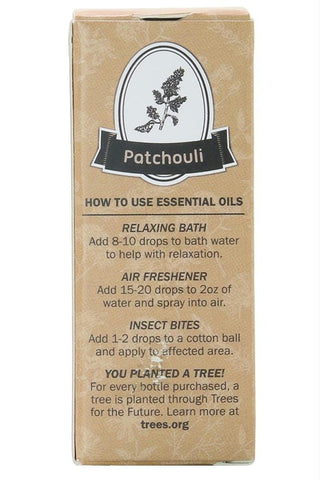 Patchouli
HOW TO USE ESSENTIAL OILS
RELAXING BATH
Add 8-10 drops to bath water
to help with relaxation.
AIR FRESHENER
Add 15-20 drops to 2oz of
water and spray into air.
INSECT BITES
Add 1-2 drops to a cotton ball
and apply to affected area.
YOU PLANTED A TREE!
For every bottle purchased, a
tree is planted through Trees
for the Future. Learn more at
trees.org